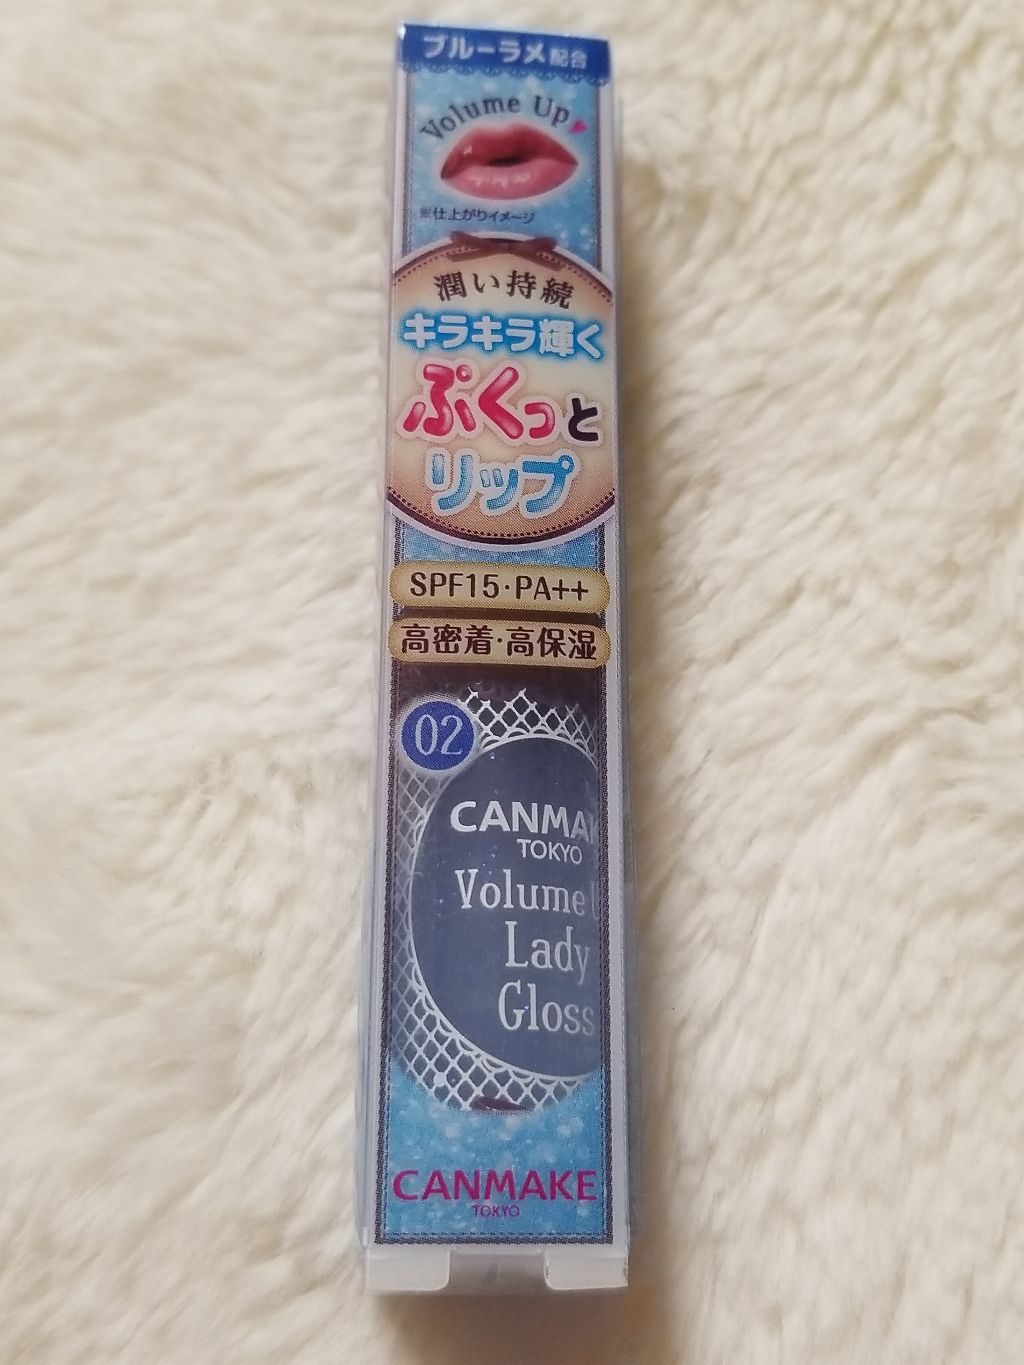 ブルーラメ配合
Volume Up
※仕上がりイメージ
潤い持続
キラキラ輝く
ぷくっと
リップ
SPF15・PA++
高密着・高保湿
02
CANMA
TOKYO
Volume
Lady
Gloss
CANMAKE
TOKYO